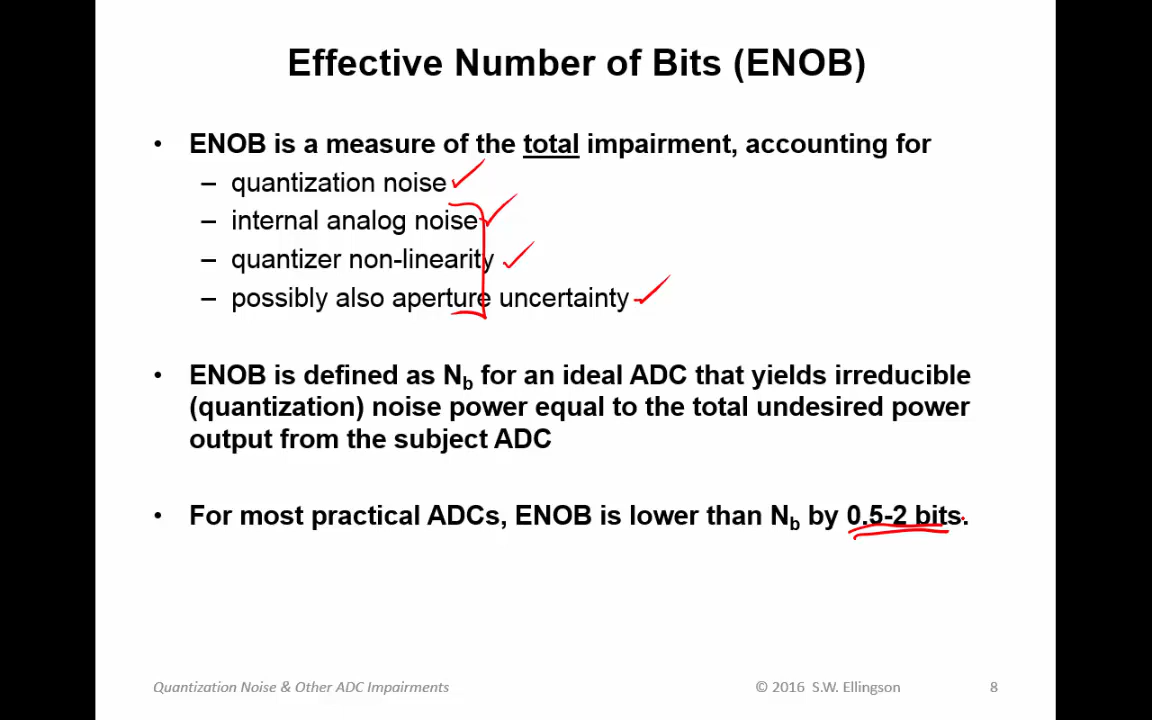 Effective Number of Bits (ENOB)
• ENOB is a measure of the total impairment, accounting for
– quantization noise
– internal analog noise
– quantizer non-linearity
– possibly also aperture uncertainty
• ENOB is defined as Nb for an ideal ADC that yields irreducible
(quantization) noise power equal to the total undesired power
output from the subject ADC
• For most practical ADCs, ENOB is lower than Nb by 0.5-2 bits.
Quantization Noise & Other ADC Impairments © 2016 S.W. Ellingson 8